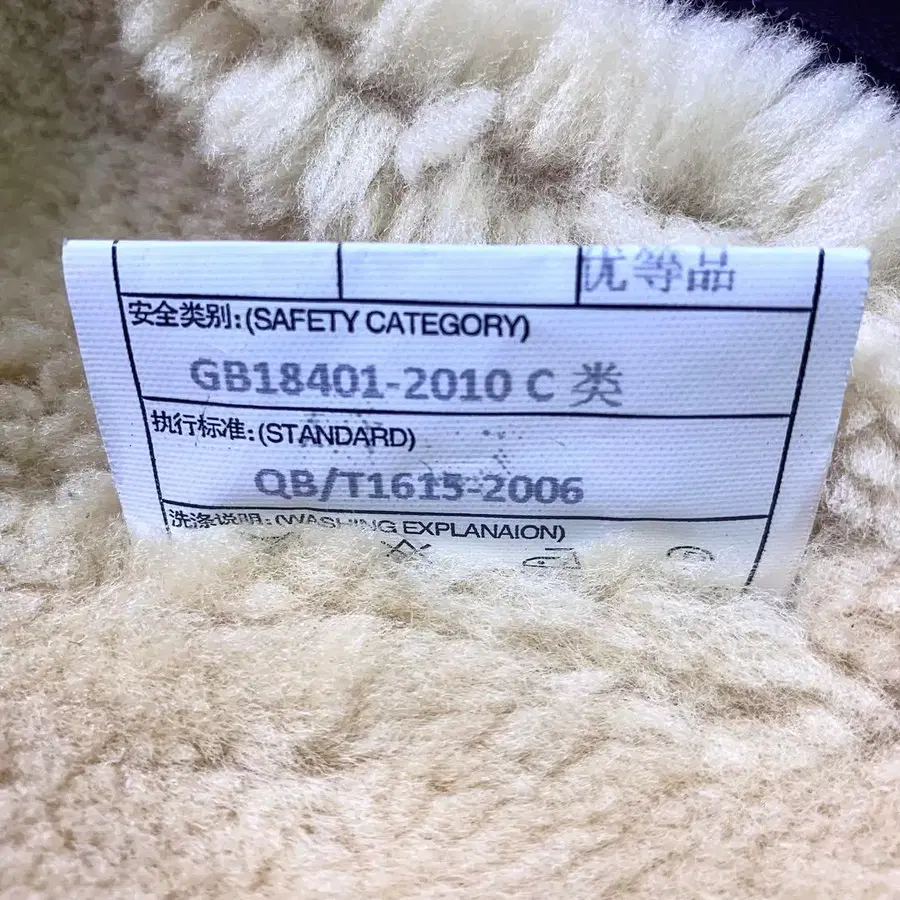 优等品
安全类别:(SAFETY CATEGORY)
GB18401-2010 C 类
执行标准:(STANDARD)
QB/T1615-2006
洗涤说明:(WASHING EXPLANAION)